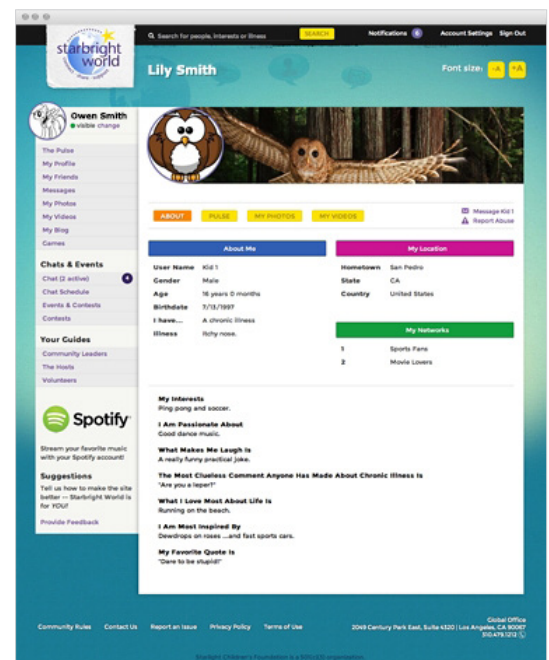 starbright
world
chat · share · support
Search for people, interests or illness
SEARCH
Notifications 6
Account Settings
Sign Out
Lily Smith
Font size: -A +A
Owen Smith
visible change
The Pulse
My Profile
My Friends
Messages
My Photos
My Videos
My Blog
Games
Chats & Events
Chat (2 active) 4
Chat Schedule
Events & Contests
Contests
Your Guides
Community Leaders
The Hosts
Volunteers
Spotify
Stream your favorite music
with your Spotify account!
Suggestions
Tell us how to make the site
better -- Starbright World is
for YOU!
Provide Feedback
ABOUT
PULSE
MY PHOTOS
MY VIDEOS
Message Kid 1
Report Abuse
About Me
User Name Kid 1
Gender Male
Age 16 years 0 months
Birthdate 7/13/1997
I have... A chronic illness
Illness Itchy nose.
My Location
Hometown San Pedro
State CA
Country United States
My Networks
1 Sports Fans
2 Movie Lovers
My Interests
Ping pong and soccer.
I Am Passionate About
Good dance music.
What Makes Me Laugh Is
A really funny practical joke.
The Most Clueless Comment Anyone Has Made About Chronic Illness Is
"Are you a leper?"
What I Love Most About Life Is
Running on the beach.
I Am Most Inspired By
Dewdrops on roses ...and fast sports cars.
My Favorite Quote Is
"Dare to be stupid!"
Community Rules
Contact Us
Report an Issue
Privacy Policy
Terms of Use
Global Office
2049 Century Park East, Suite 4320 | Los Angeles, CA 90067
310.479.1212
Starlight Children's Foundation is a 501(c)(3) organization.